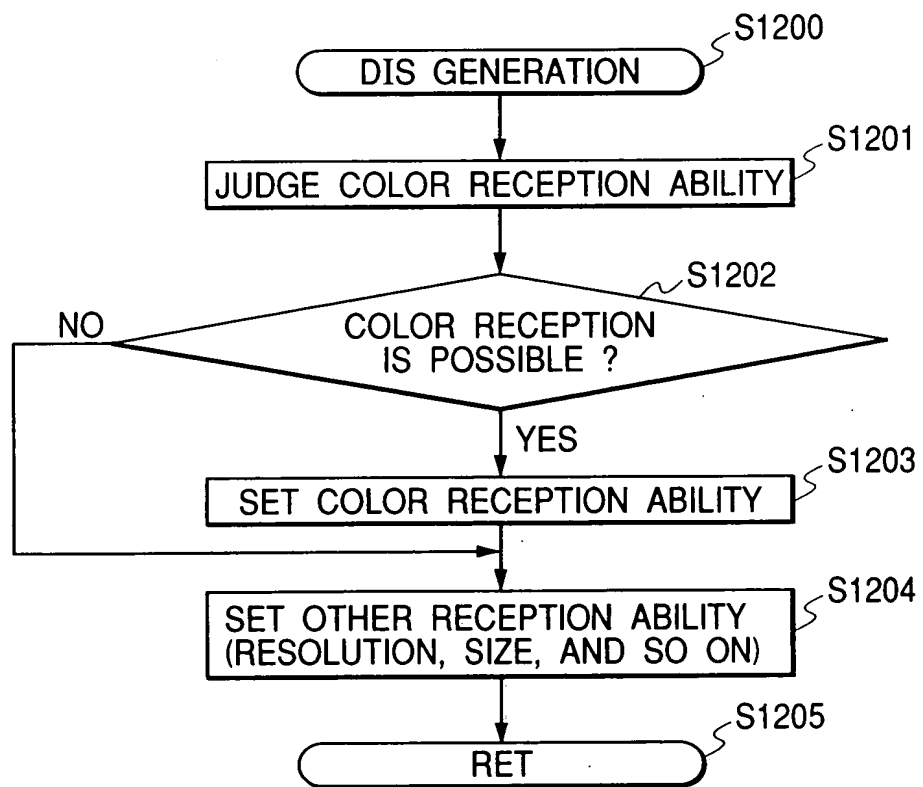 S1200
DIS GENERATION
S1201
JUDGE COLOR RECEPTION ABILITY
S1202
NO
COLOR RECEPTION
IS POSSIBLE ?
YES
S1203
SET COLOR RECEPTION ABILITY
S1204
SET OTHER RECEPTION ABILITY
(RESOLUTION, SIZE, AND SO ON)
S1205
RET